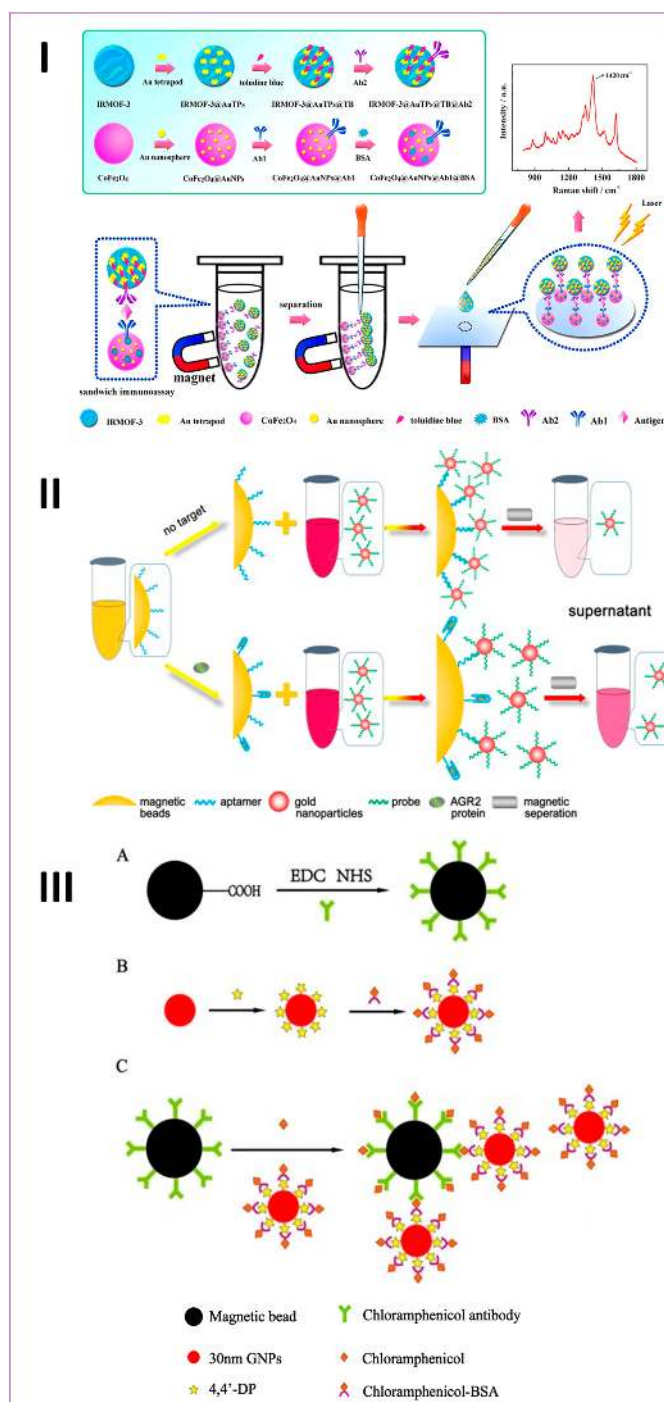 I
Au tetrapod
toluidine blue
Ab2
IRMOF-3
IRMOF-3@AuTPs
IRMOF-3@AuTPs@TB
IRMOF-3@AuTPs@TB@Ab2
Au nanosphere
Ab1
BSA
CoFe₂O₄
CoFe₂O₄@AuNPs
CoFe₂O₄@AuNPs@Ab1
CoFe₂O₄@AuNPs@Ab1@BSA
Intensity / a.u.
1420cm⁻¹
900 1200 1500 1800
Raman shift / cm⁻¹
Laser
separation
magnet
sandwich immunoassay
IRMOF-3 Au tetrapod CoFe₂O₄ Au nanosphere toluidine blue BSA Ab2 Ab1 Antigen
II
no target
supernatant
magnetic beads
aptamer
gold nanoparticles
probe
AGR2 protein
magnetic seperation
III
A
COOH
EDC NHS
B
C
Magnetic bead
Chloramphenicol antibody
30nm GNPs
Chloramphenicol
4,4'-DP
Chloramphenicol-BSA